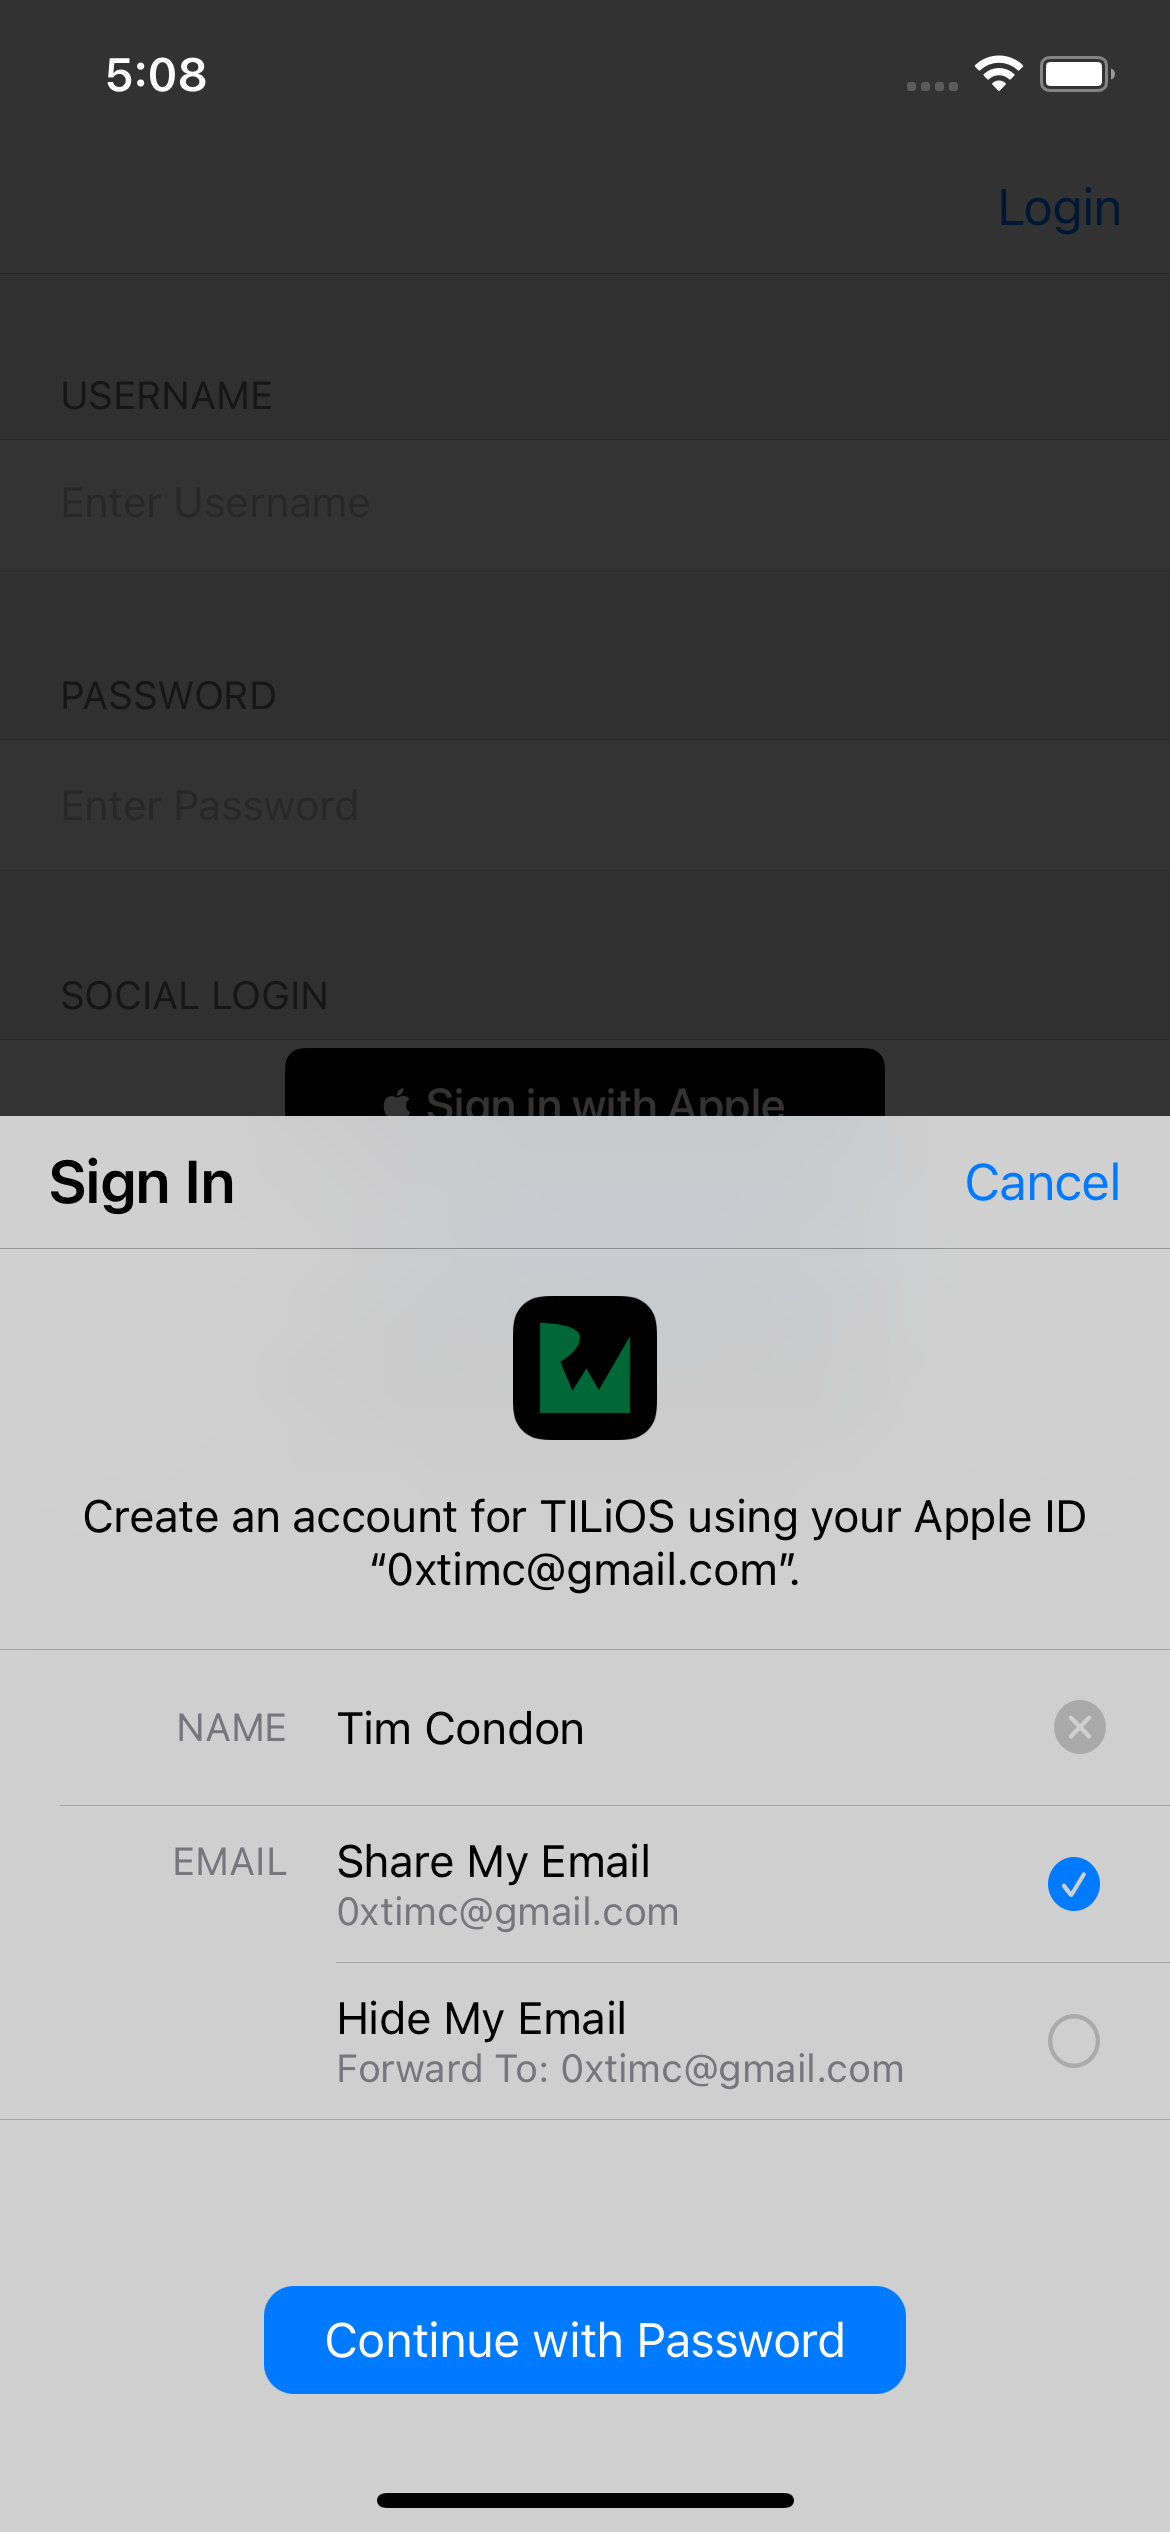 5:08
Login
USERNAME
Enter Username
PASSWORD
Enter Password
SOCIAL LOGIN
Sign in with Apple
Sign In
Cancel
RW
Create an account for TILiOS using your Apple ID
“0xtimc@gmail.com”.
NAME
Tim Condon
EMAIL
Share My Email
0xtimc@gmail.com
Hide My Email
Forward To: 0xtimc@gmail.com
Continue with Password